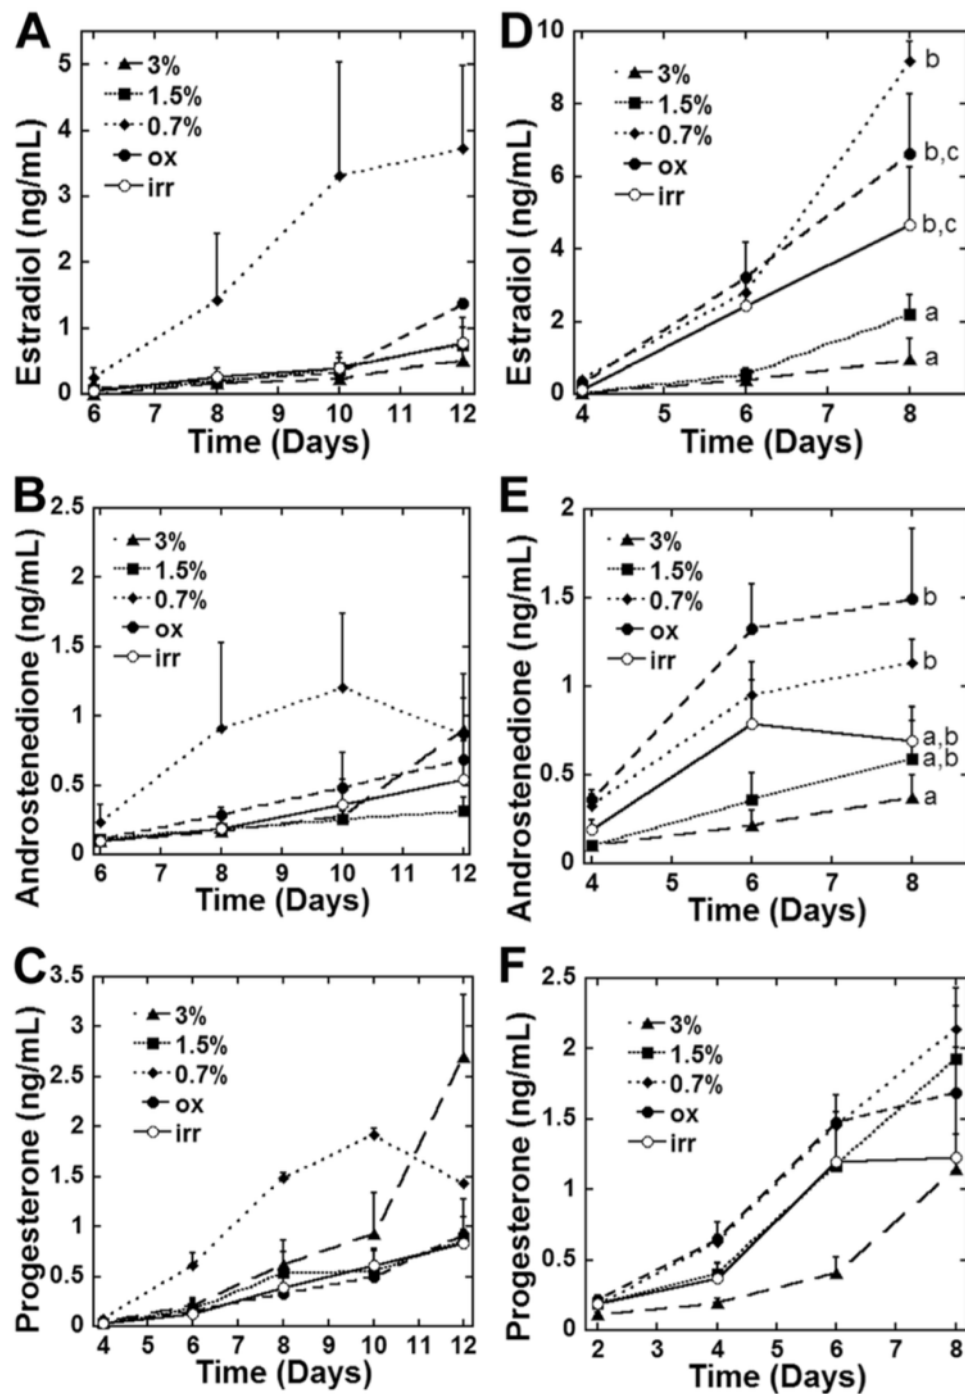 A
Estradiol (ng/mL)
5
4
3
2
1
0
3%
1.5%
0.7%
ox
irr
6 7 8 9 10 11 12
Time (Days)
D
Estradiol (ng/mL)
10
8
6
4
2
0
3%
1.5%
0.7%
ox
irr
b
b,c
b,c
a
a
4 5 6 7 8
Time (Days)
B
Androstenedione (ng/mL)
2.5
2
1.5
1
0.5
0
3%
1.5%
0.7%
ox
irr
6 7 8 9 10 11 12
Time (Days)
E
Androstenedione (ng/mL)
2
1.5
1
0.5
0
3%
1.5%
0.7%
ox
irr
b
b
a,b
a,b
a
4 5 6 7 8
Time (Days)
C
Progesterone (ng/mL)
3.5
3
2.5
2
1.5
1
0.5
0
3%
1.5%
0.7%
ox
irr
4 5 6 7 8 9 10 11 12
Time (Days)
F
Progesterone (ng/mL)
2.5
2
1.5
1
0.5
0
3%
1.5%
0.7%
ox
irr
2 3 4 5 6 7 8
Time (Days)